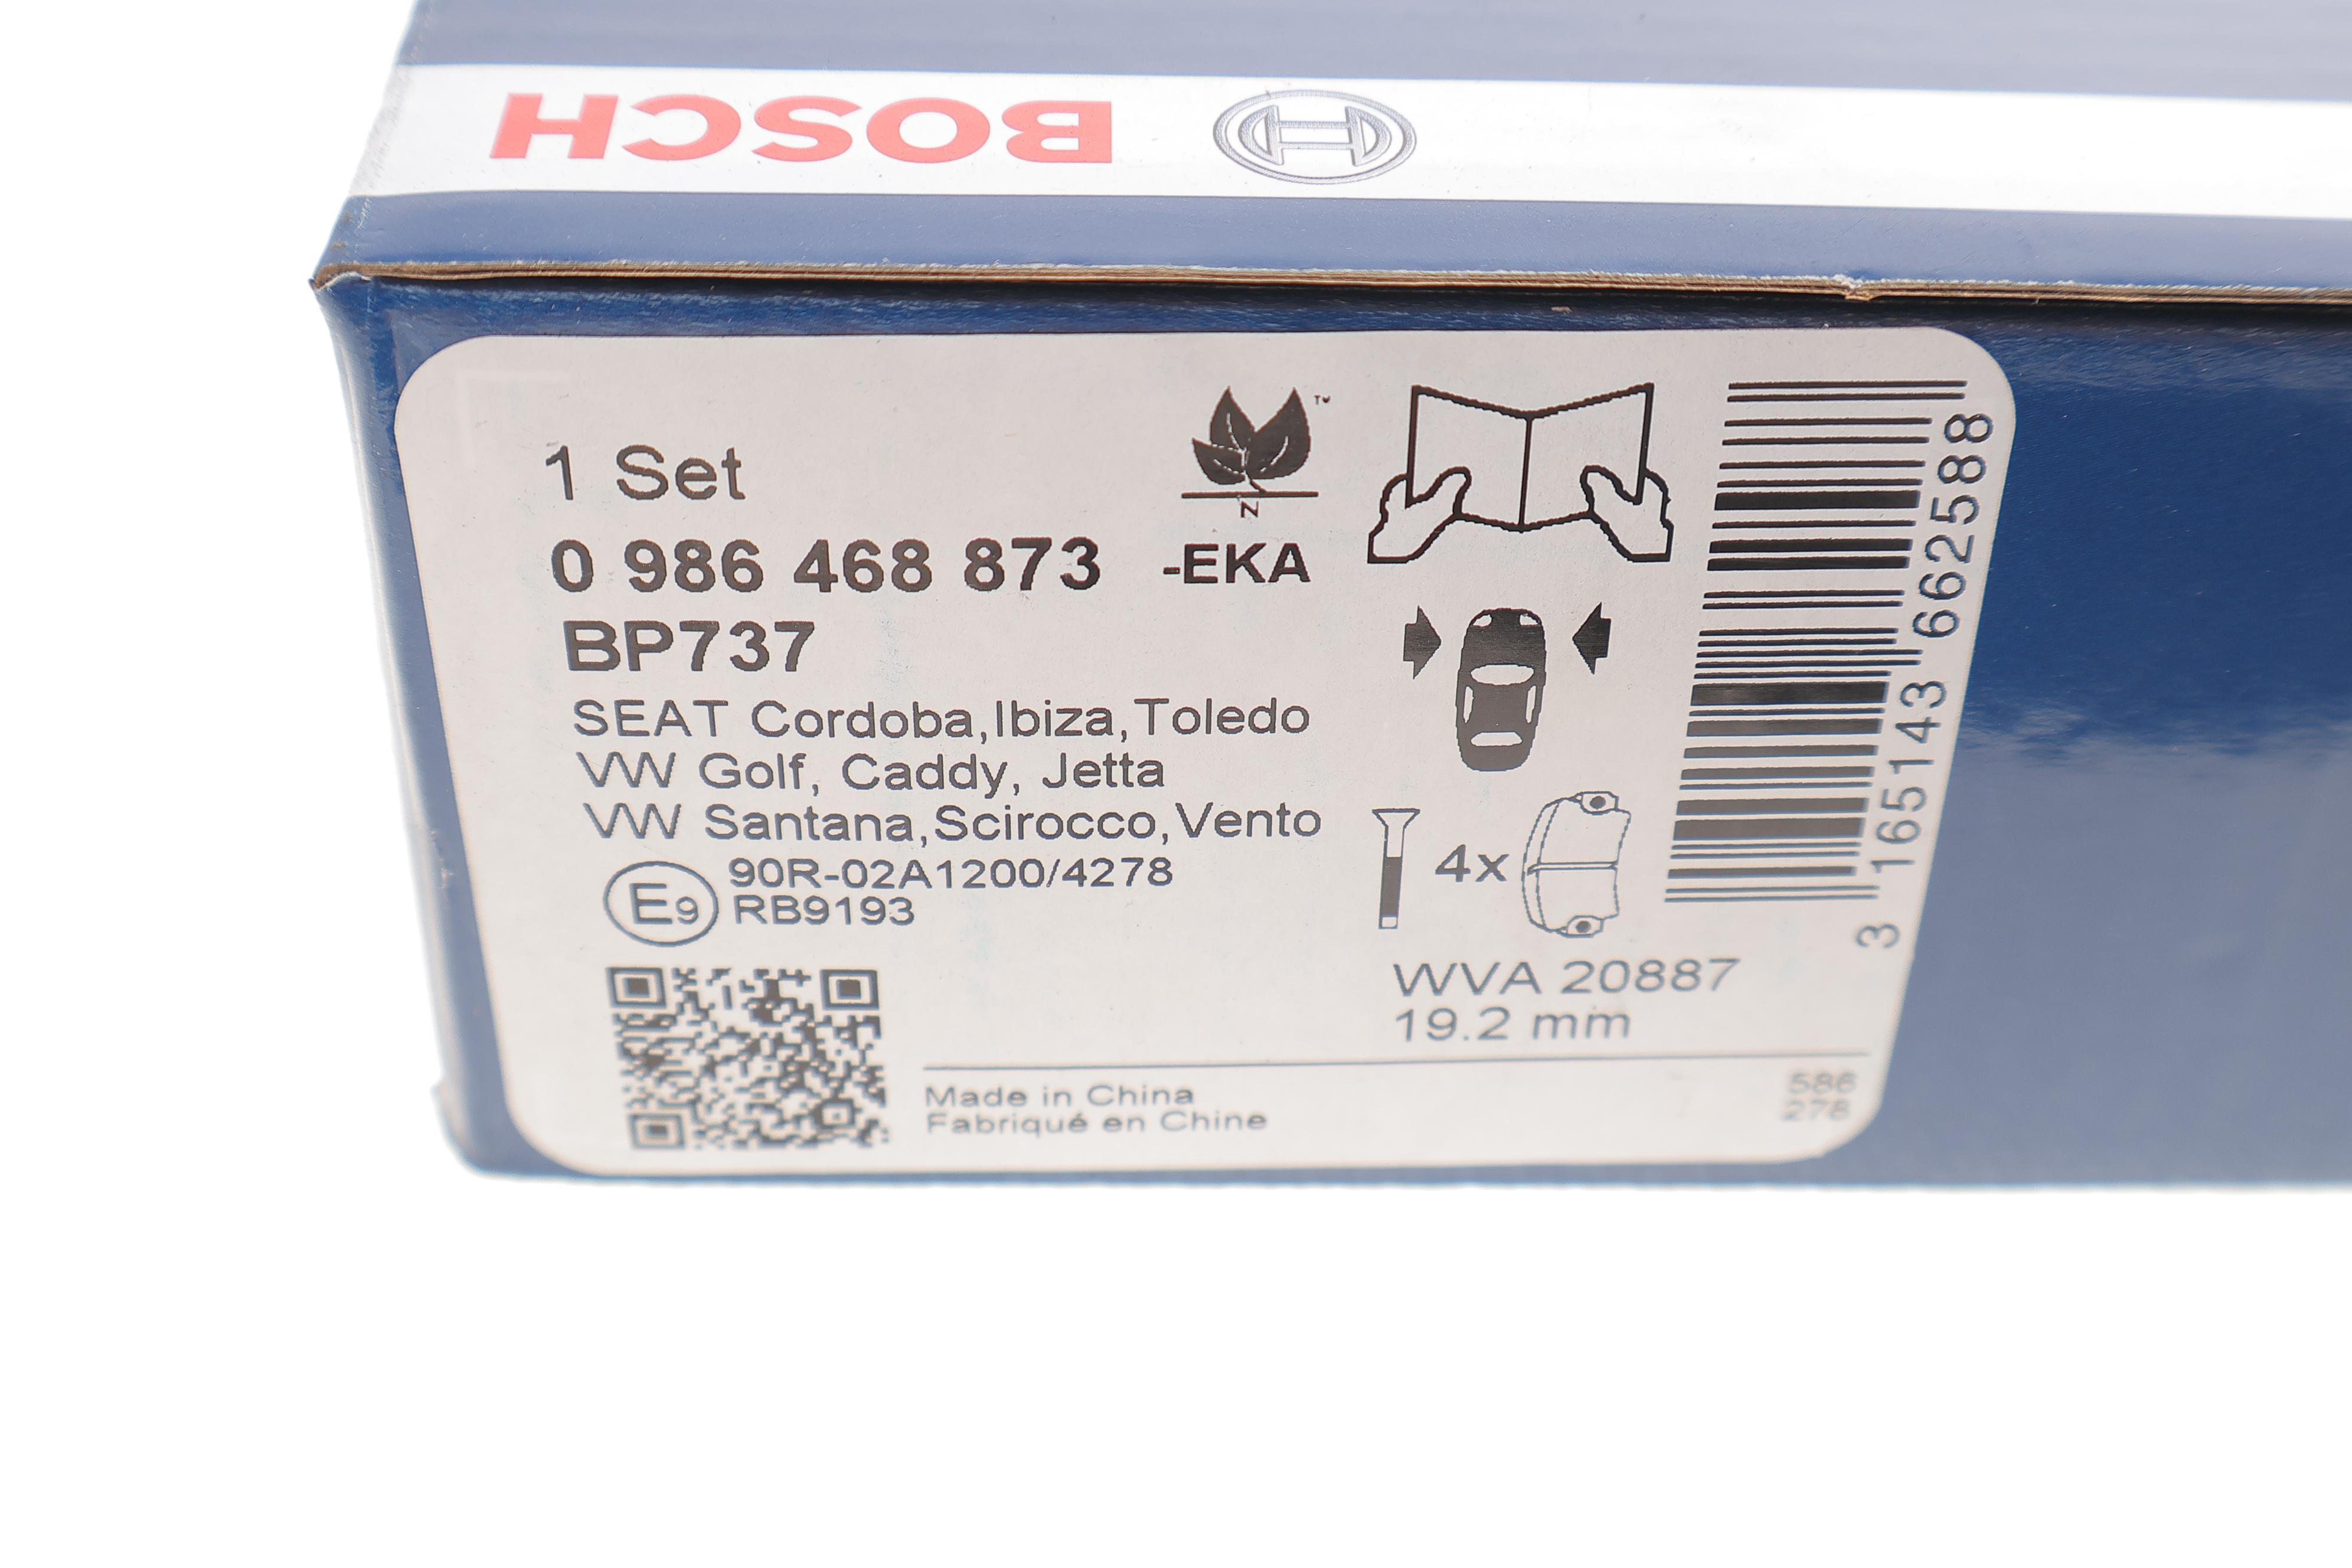 BOSCH
1 Set
0 986 468 873 -EKA
BP737
SEAT Cordoba,Ibiza,Toledo
VW Golf, Caddy, Jetta
VW Santana,Scirocco,Vento
E9
90R-02A1200/4278
RB9193
TM
N
4x
WVA 20887
19.2 mm
3 165143 662588
Made in China
Fabriqué en Chine
586
278